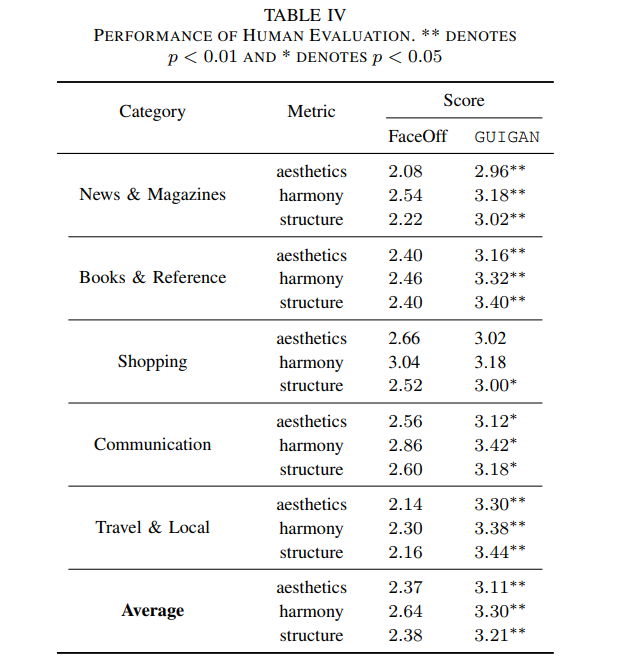 TABLE IV
PERFORMANCE OF HUMAN EVALUATION. ** DENOTES
p < 0.01 AND * DENOTES p < 0.05
Category Metric Score
FaceOff GUIGAN
News & Magazines
aesthetics 2.08 2.96**
harmony 2.54 3.18**
structure 2.22 3.02**
Books & Reference
aesthetics 2.40 3.16**
harmony 2.46 3.32**
structure 2.40 3.40**
Shopping
aesthetics 2.66 3.02
harmony 3.04 3.18
structure 2.52 3.00*
Communication
aesthetics 2.56 3.12*
harmony 2.86 3.42*
structure 2.60 3.18*
Travel & Local
aesthetics 2.14 3.30**
harmony 2.30 3.38**
structure 2.16 3.44**
Average
aesthetics 2.37 3.11**
harmony 2.64 3.30**
structure 2.38 3.21**